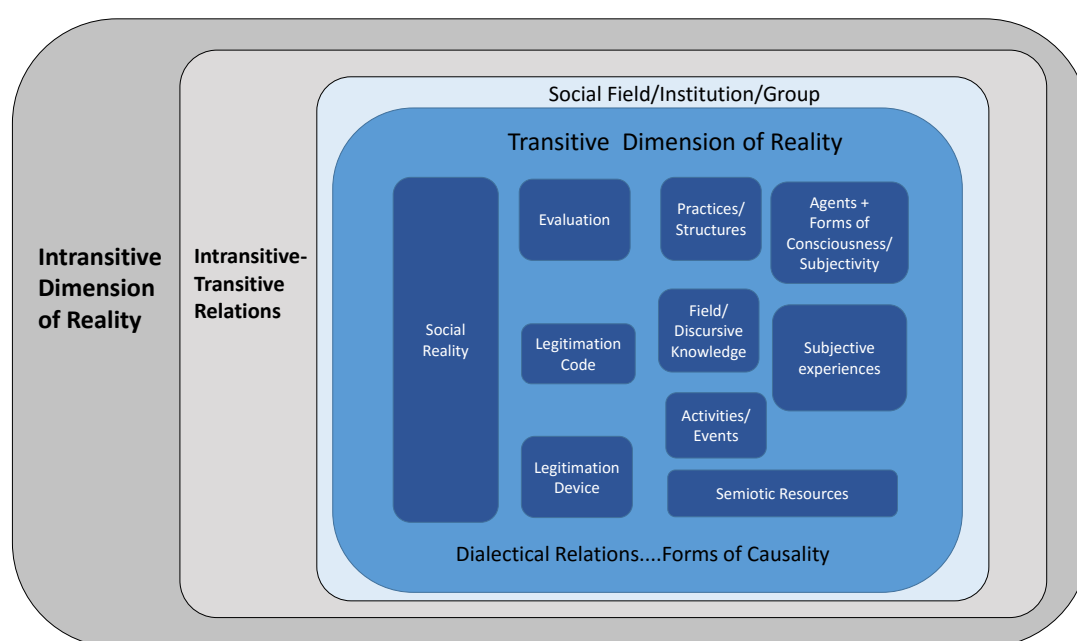 Social Field/Institution/Group
Transitive Dimension of Reality
Intransitive
Dimension
of Reality
Intransitive-
Transitive
Relations
Social
Reality
Evaluation
Legitimation
Code
Legitimation
Device
Practices/
Structures
Field/
Discursive
Knowledge
Activities/
Events
Agents +
Forms of
Consciousness/
Subjectivity
Subjective
experiences
Semiotic Resources
Dialectical Relations....Forms of Causality